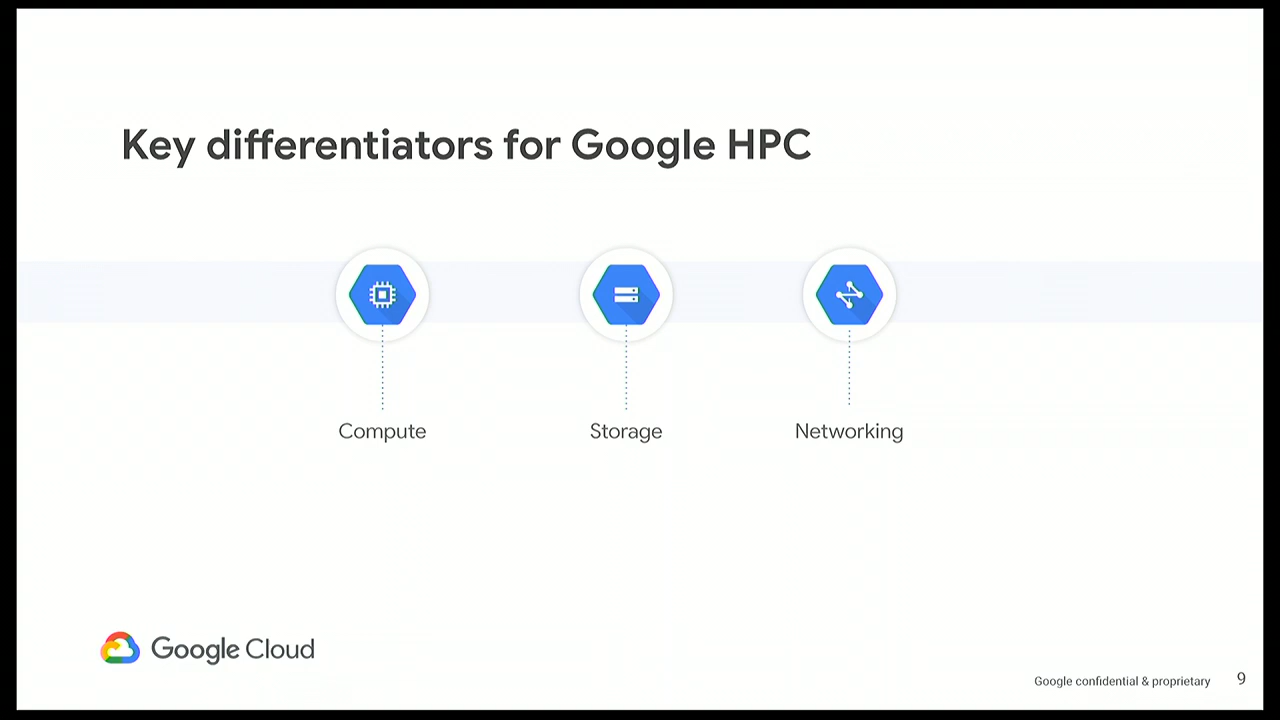 Key differentiators for Google HPC
Compute
Storage
Networking
Google Cloud
Google confidential & proprietary
9